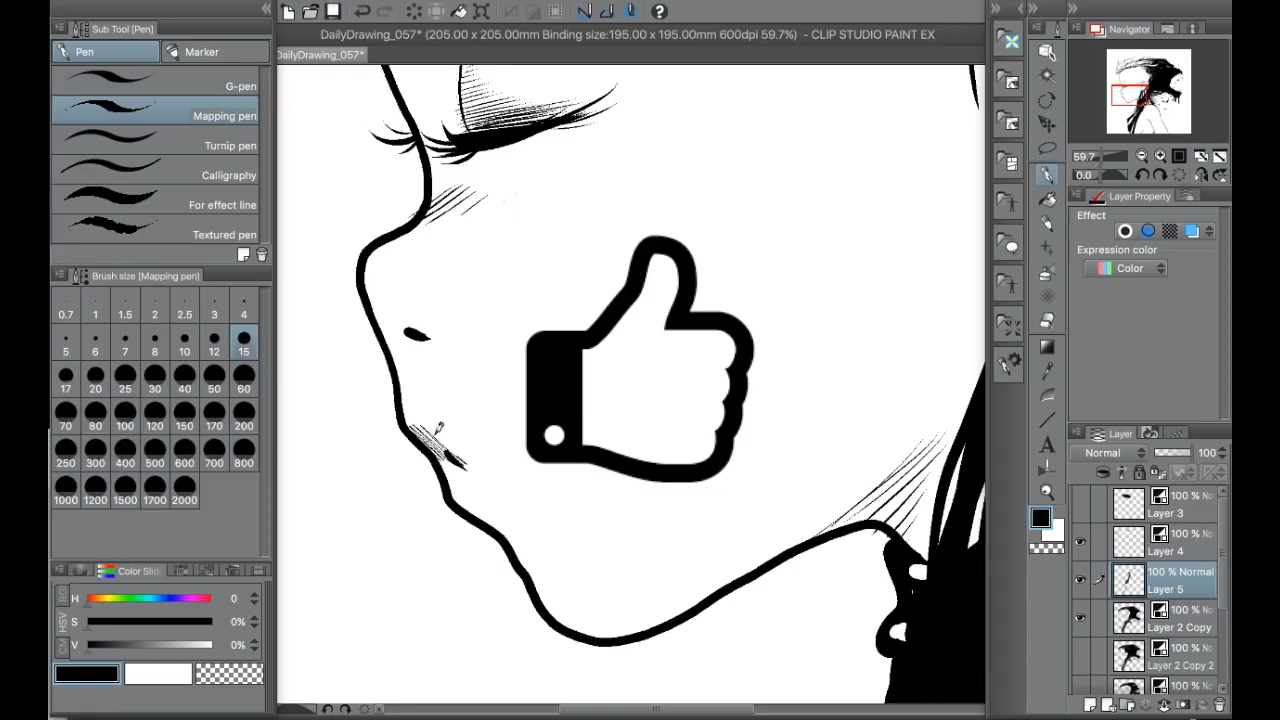 Sub Tool [Pen]
Pen
Marker
G-pen
Mapping pen
Turnip pen
Calligraphy
For effect line
Textured pen
Brush size [Mapping pen]
0.7 1 1.5 2 2.5 3 4
5 6 7 8 10 12 15
17 20 25 30 40 50 60
70 80 100 120 150 170 200
250 300 400 500 600 700 800
1000 1200 1500 1700 2000
Color Slid
RGB
HSV
CM
H 0
S 0%
V 0%
DailyDrawing_057* (205.00 x 205.00mm Binding size:195.00 x 195.00mm 600dpi 59.7%) - CLIP STUDIO PAINT EX
DailyDrawing_057*
Navigator
59.7
0.0
Layer Property
Effect
Expression color
Color
Layer
Normal 100
100 % No
Layer 3
100 % No
Layer 4
100 % Normal
Layer 5
100 % No
Layer 2 Copy
100 % No
Layer 2 Copy 2
100 % No